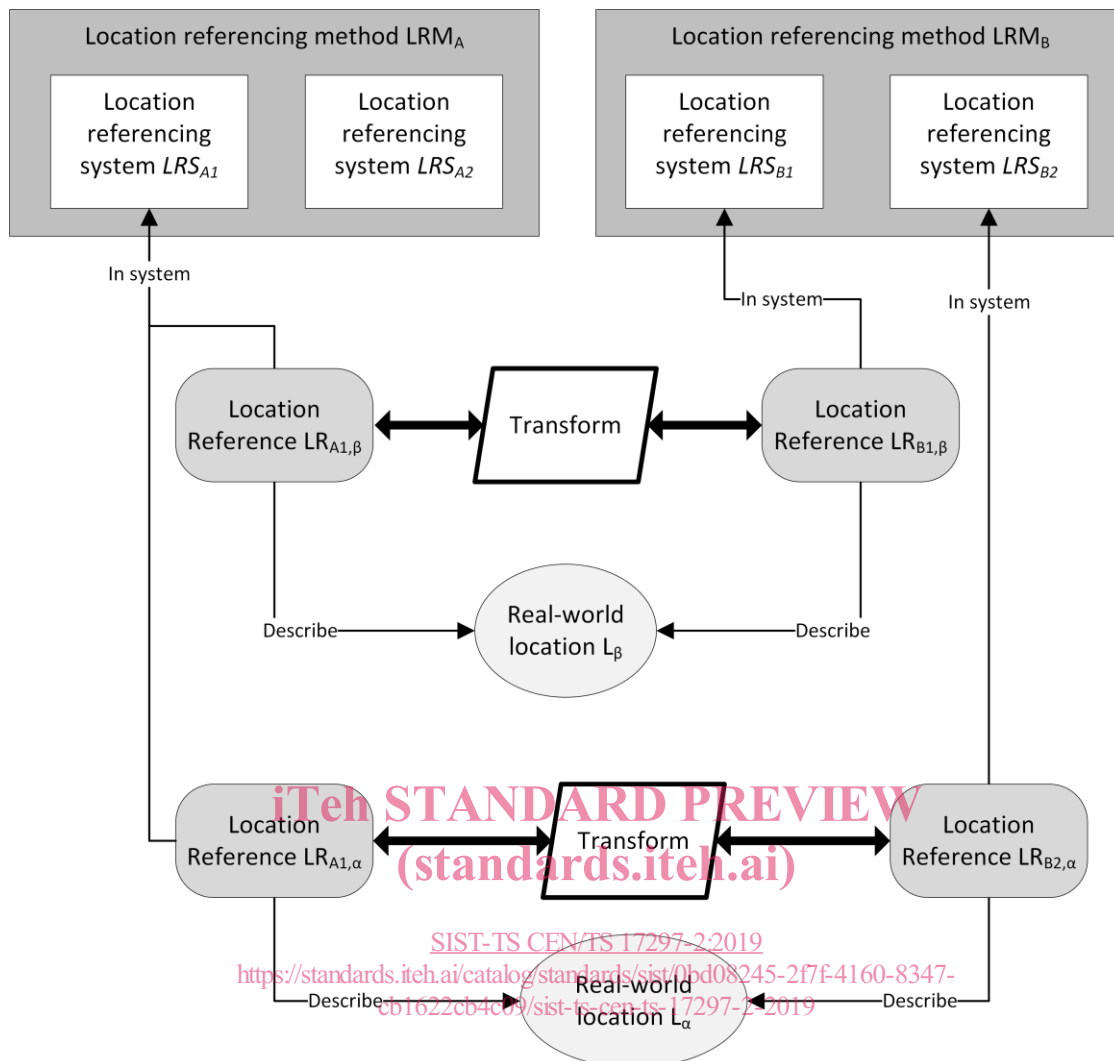 Location referencing method LRMA
Location referencing method LRMB
Location
referencing
system LRSA1
Location
referencing
system LRSA2
Location
referencing
system LRSB1
Location
referencing
system LRSB2
In system
In system
In system
Location
Reference LRA1,β
Transform
Location
Reference LRB1,β
Describe
Real-world
location Lβ
Describe
iTeh STANDARD PREVIEW
(standards.iteh.ai)
Location
Reference LRA1,α
Transform
Location
Reference LRB2,α
SIST-TS CEN/TS 17297-2:2019
https://standards.iteh.ai/catalog/standards/sist/0bd08245-2f7f-4160-8347-
cb1622cb4c09/sist-ts-cen-ts-17297-2-2019
Describe
Real-world
location Lα
Describe